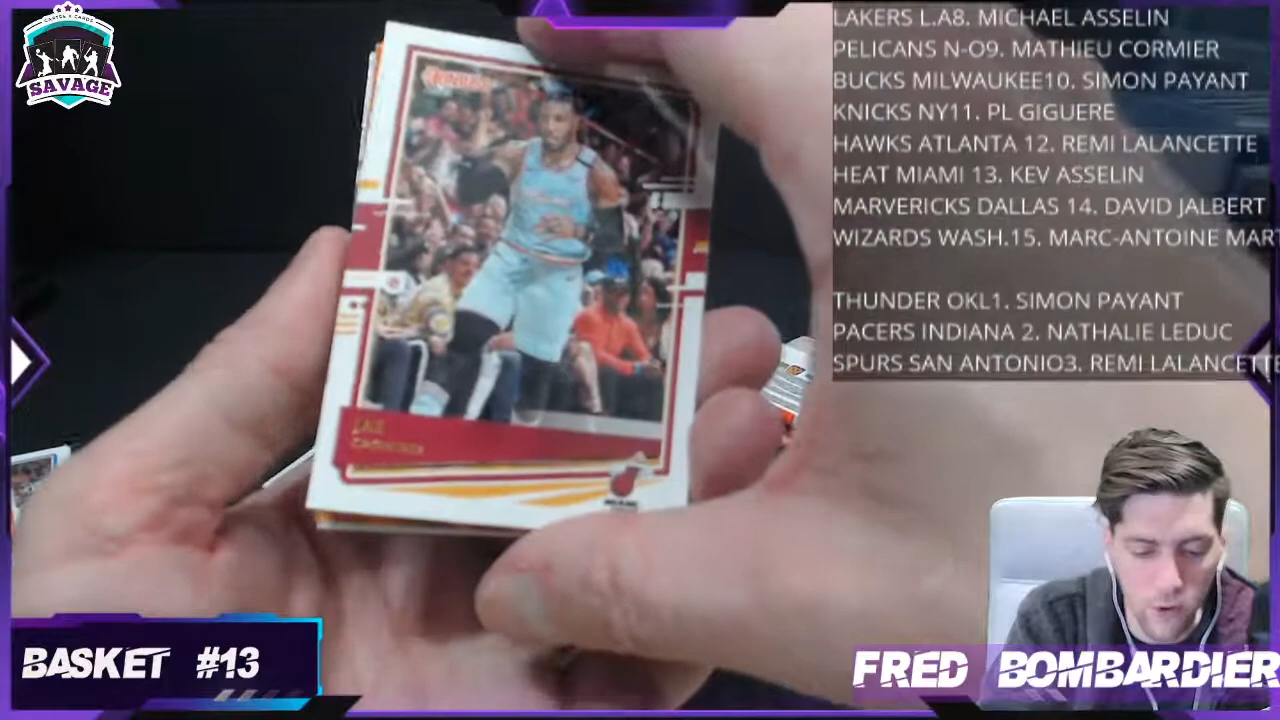 SAVAGE
LAKERS L.A8. MICHAEL ASSELIN
PELICANS N-O9. MATHIEU CORMIER
BUCKS MILWAUKEE10. SIMON PAYANT
KNICKS NY11. PL GIGUERE
HAWKS ATLANTA 12. REMI LALANCETTE
HEAT MIAMI 13. KEV ASSELIN
MARVERICKS DALLAS 14. DAVID JALBERT
WIZARDS WASH.15. MARC-ANTOINE MART
THUNDER OKL1. SIMON PAYANT
PACERS INDIANA 2. NATHALIE LEDUC
SPURS SAN ANTONIO3. REMI LALANCETTE
JAE
BASKET #13
FRED BOMBARDIER